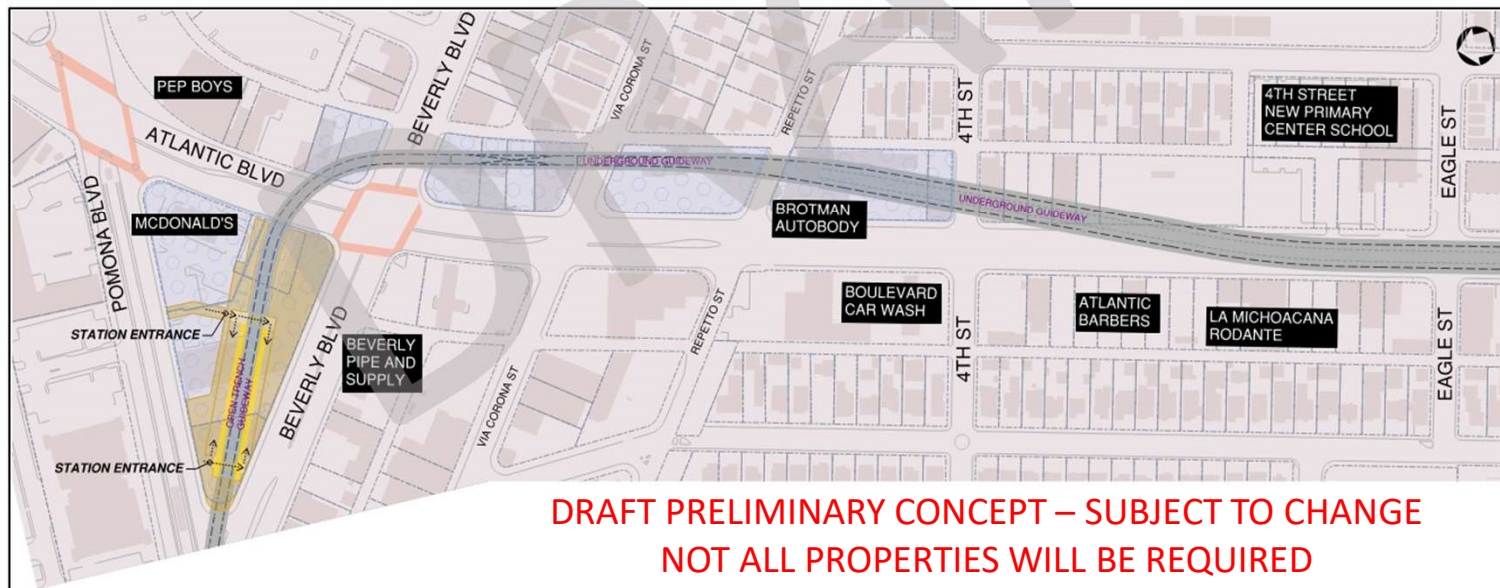 DRAFT
PEP BOYS
ATLANTIC BLVD
BEVERLY BLVD
VIA CORONA ST
REPETTO ST
4TH ST
4TH STREET
NEW PRIMARY
CENTER SCHOOL
EAGLE ST
UNDERGROUND GUIDEWAY
UNDERGROUND GUIDEWAY
POMONA BLVD
MCDONALD'S
BROTMAN
AUTOBODY
STATION ENTRANCE
OPEN TRENCH
GUIDEWAY
BEVERLY BLVD
BEVERLY
PIPE AND
SUPPLY
VIA CORONA ST
REPETTO ST
BOULEVARD
CAR WASH
4TH ST
ATLANTIC
BARBERS
LA MICHOACANA
RODANTE
EAGLE ST
STATION ENTRANCE
DRAFT PRELIMINARY CONCEPT – SUBJECT TO CHANGE
NOT ALL PROPERTIES WILL BE REQUIRED